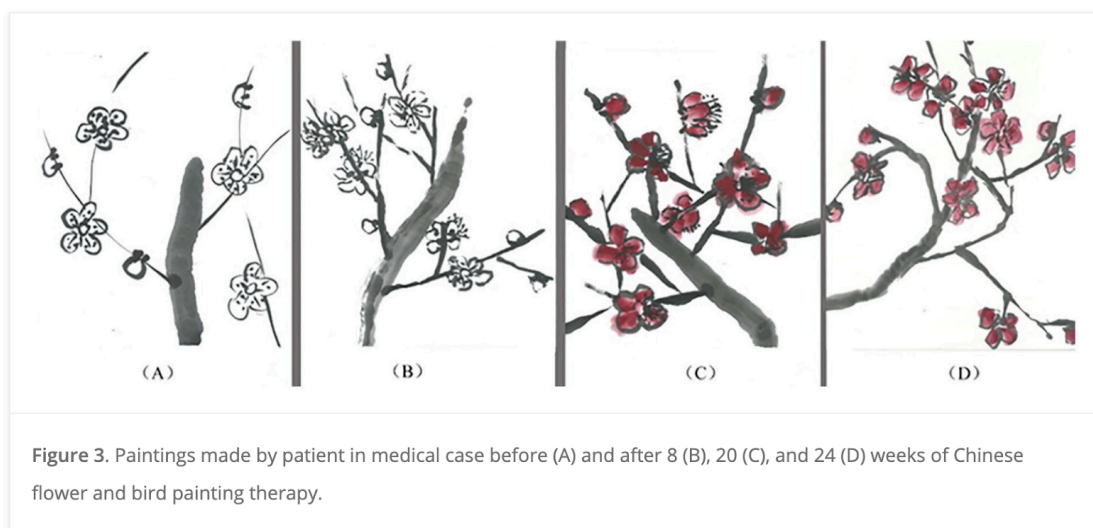 (A)
(B)
(C)
(D)
Figure 3. Paintings made by patient in medical case before (A) and after 8 (B), 20 (C), and 24 (D) weeks of Chinese
flower and bird painting therapy.